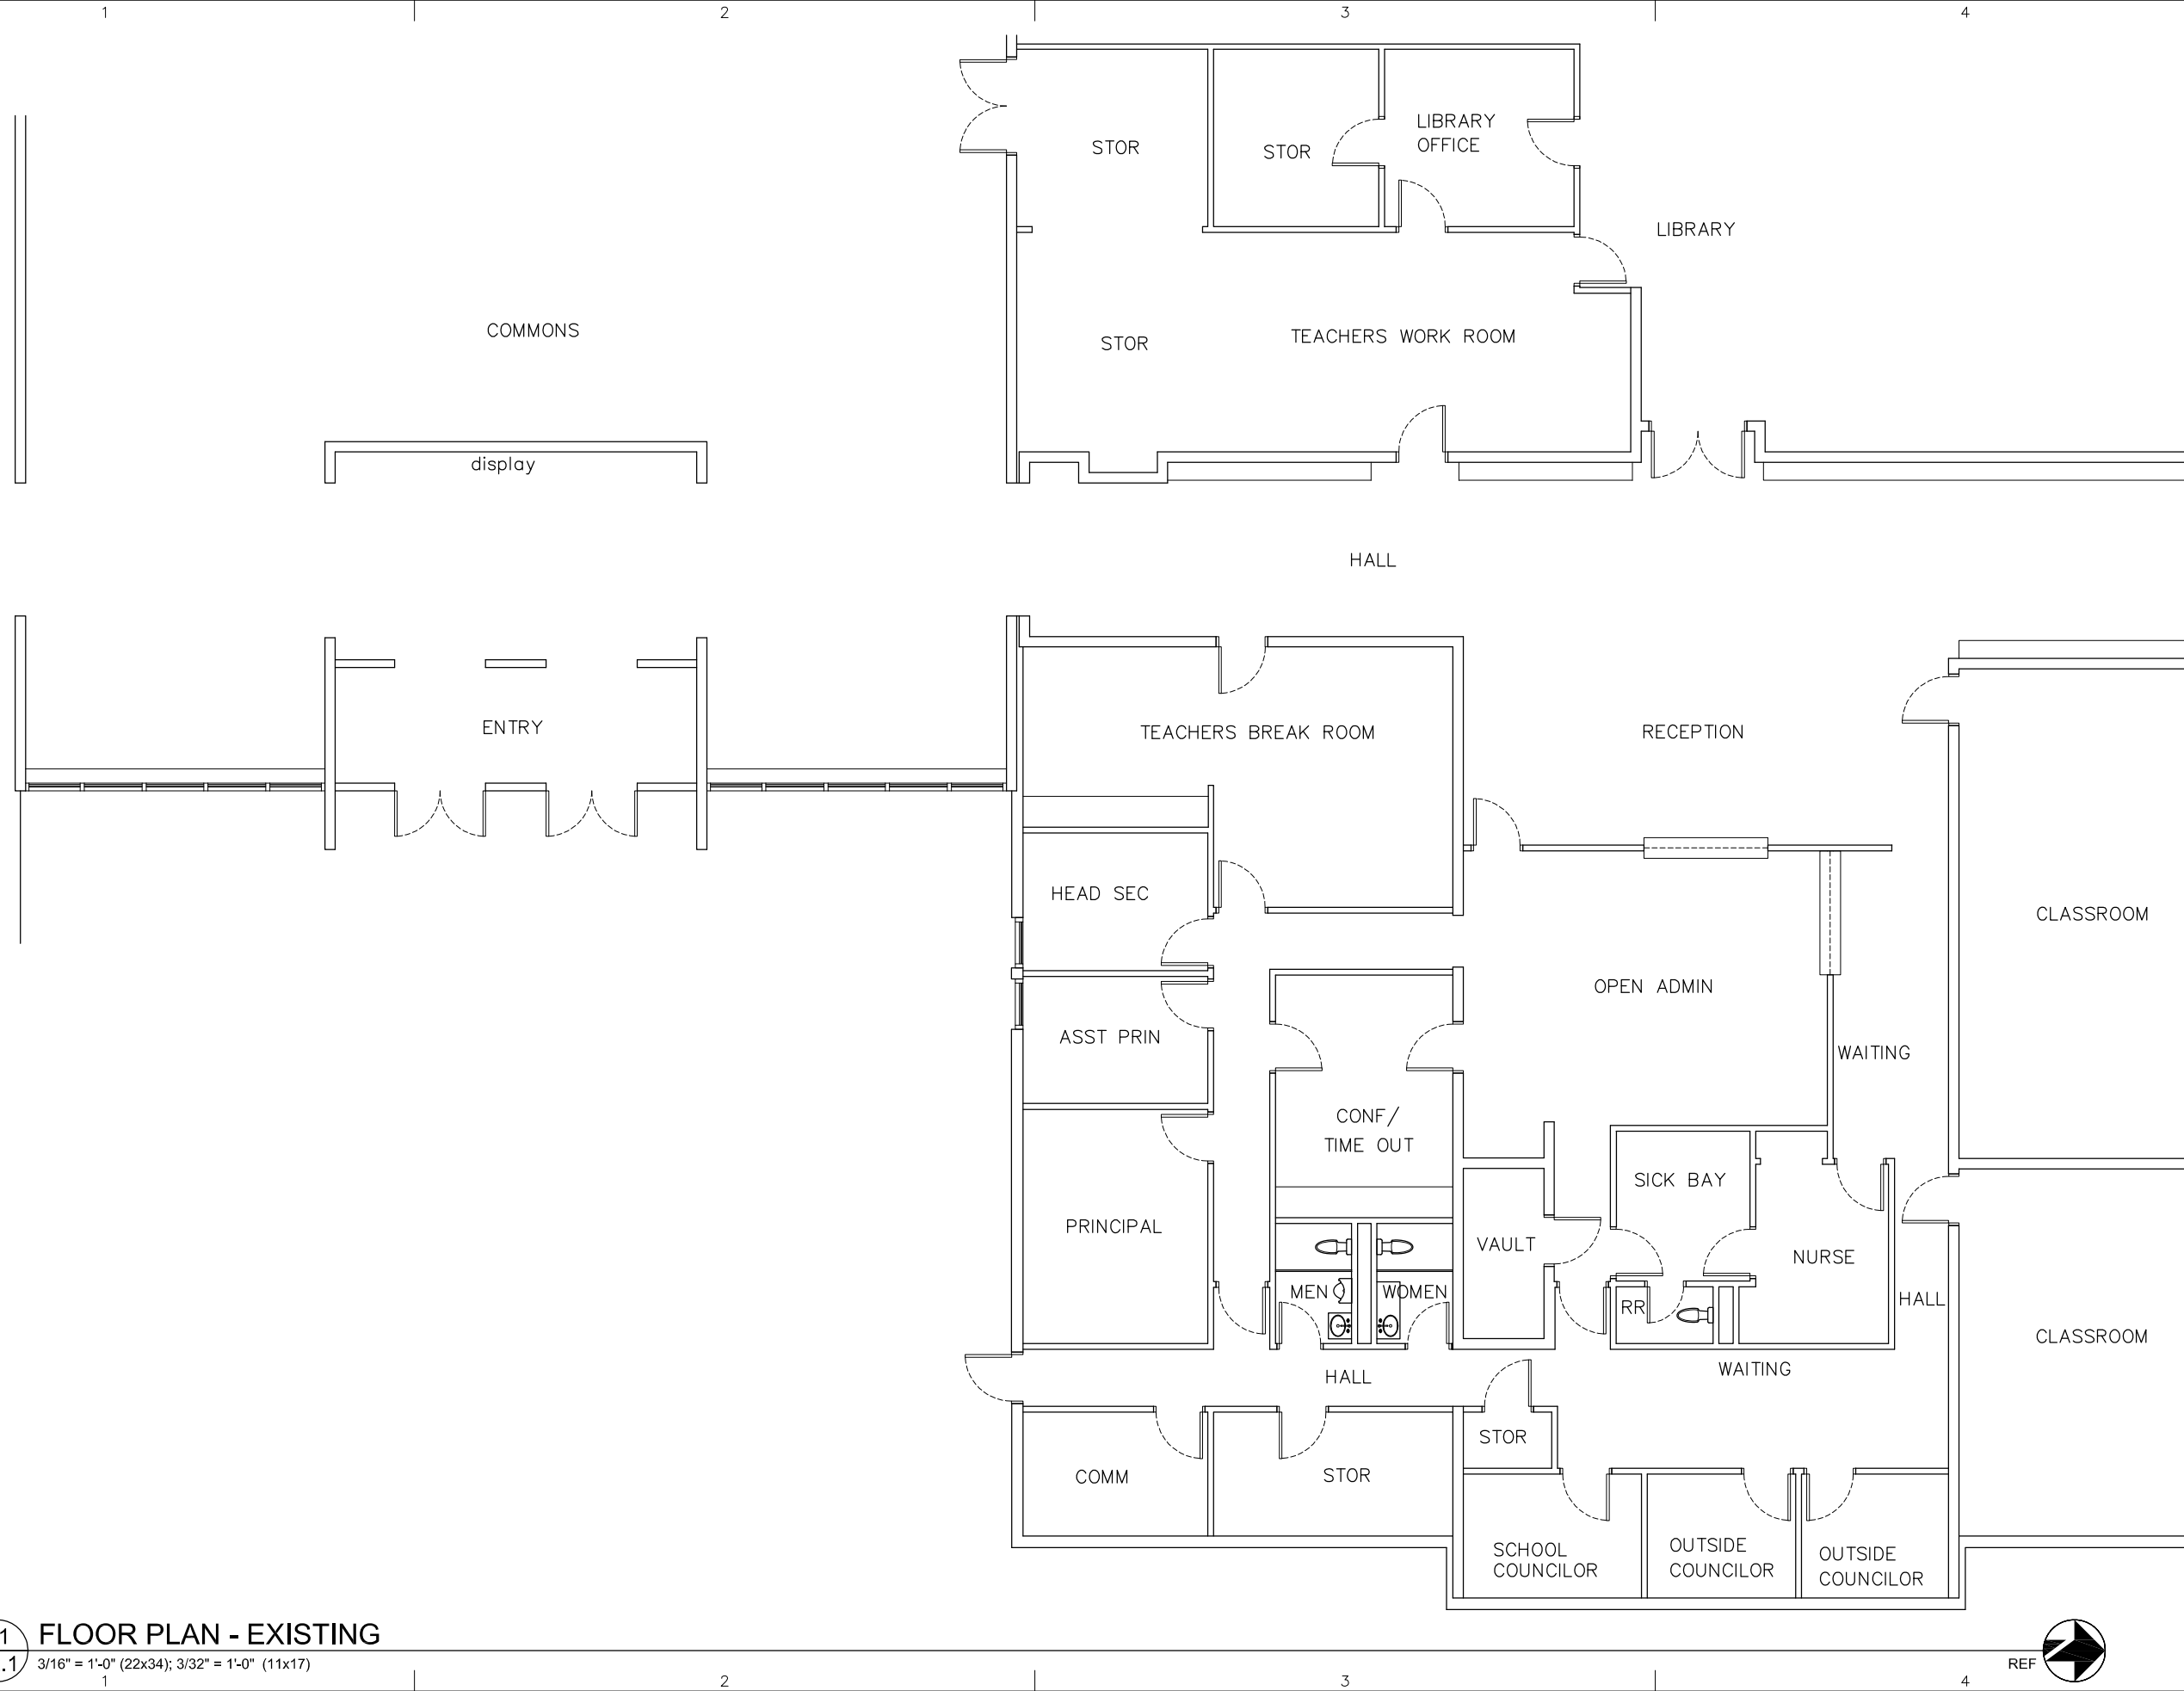 1 2 3 4
STOR
STOR
LIBRARY
OFFICE
LIBRARY
COMMONS
STOR
TEACHERS WORK ROOM
display
HALL
ENTRY
TEACHERS BREAK ROOM
RECEPTION
HEAD SEC
CLASSROOM
OPEN ADMIN
ASST PRIN
WAITING
CONF/
TIME OUT
SICK BAY
PRINCIPAL
VAULT
NURSE
MEN
WOMEN
RR
HALL
CLASSROOM
HALL
WAITING
STOR
COMM
STOR
SCHOOL
COUNCILOR
OUTSIDE
COUNCILOR
OUTSIDE
COUNCILOR
1
.1
FLOOR PLAN - EXISTING
3/16" = 1'-0" (22x34); 3/32" = 1'-0" (11x17)
REF
1 2 3 4